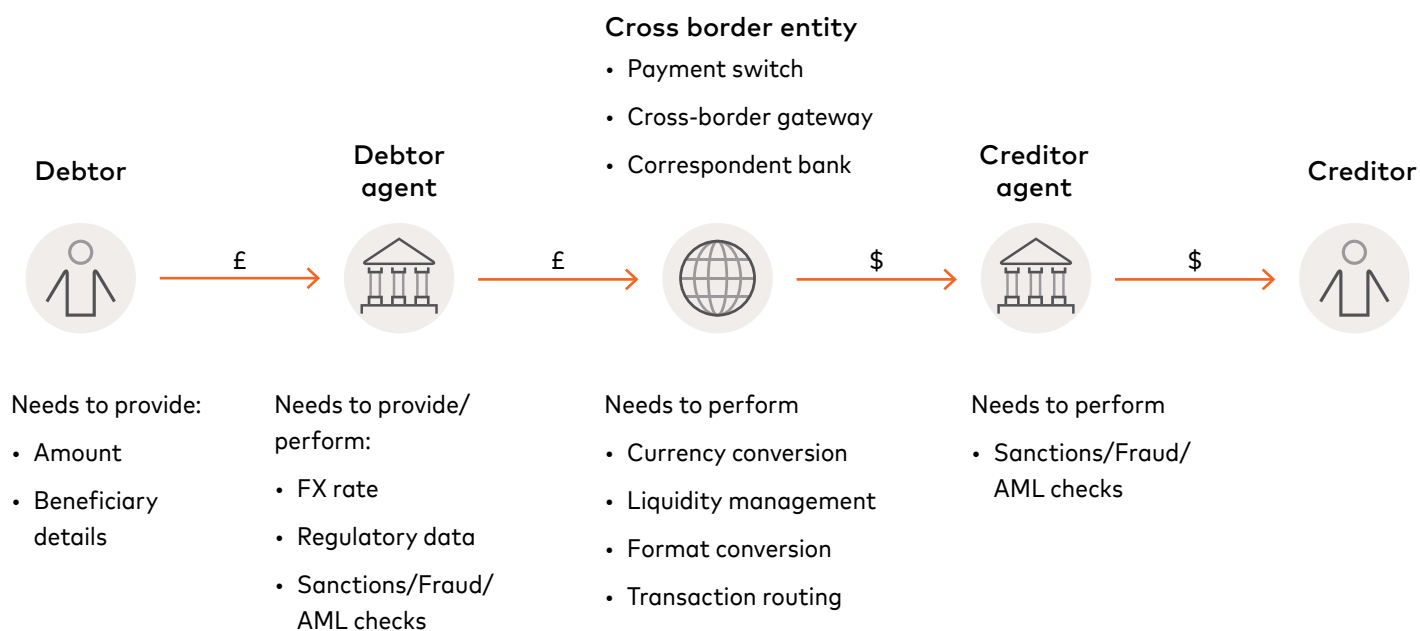 Cross border entity
• Payment switch
• Cross-border gateway
• Correspondent bank
Debtor
Debtor
agent
Creditor
agent
Creditor
£
£
$
$
Needs to provide:
• Amount
• Beneficiary
details
Needs to provide/
perform:
• FX rate
• Regulatory data
• Sanctions/Fraud/
AML checks
Needs to perform
• Currency conversion
• Liquidity management
• Format conversion
• Transaction routing
Needs to perform
• Sanctions/Fraud/
AML checks